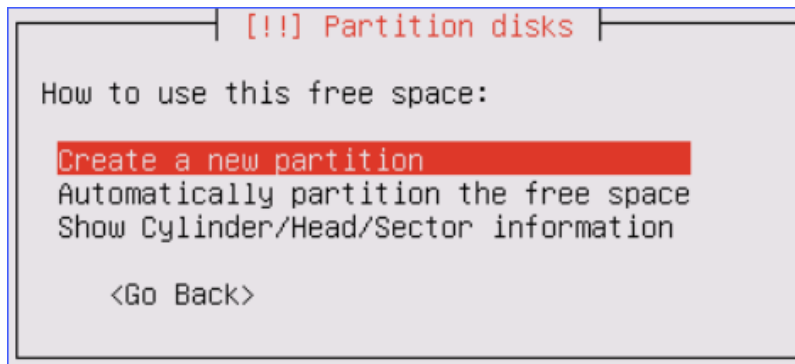 [!!] Partition disks
How to use this free space:
Create a new partition
Automatically partition the free space
Show Cylinder/Head/Sector information
<Go Back>